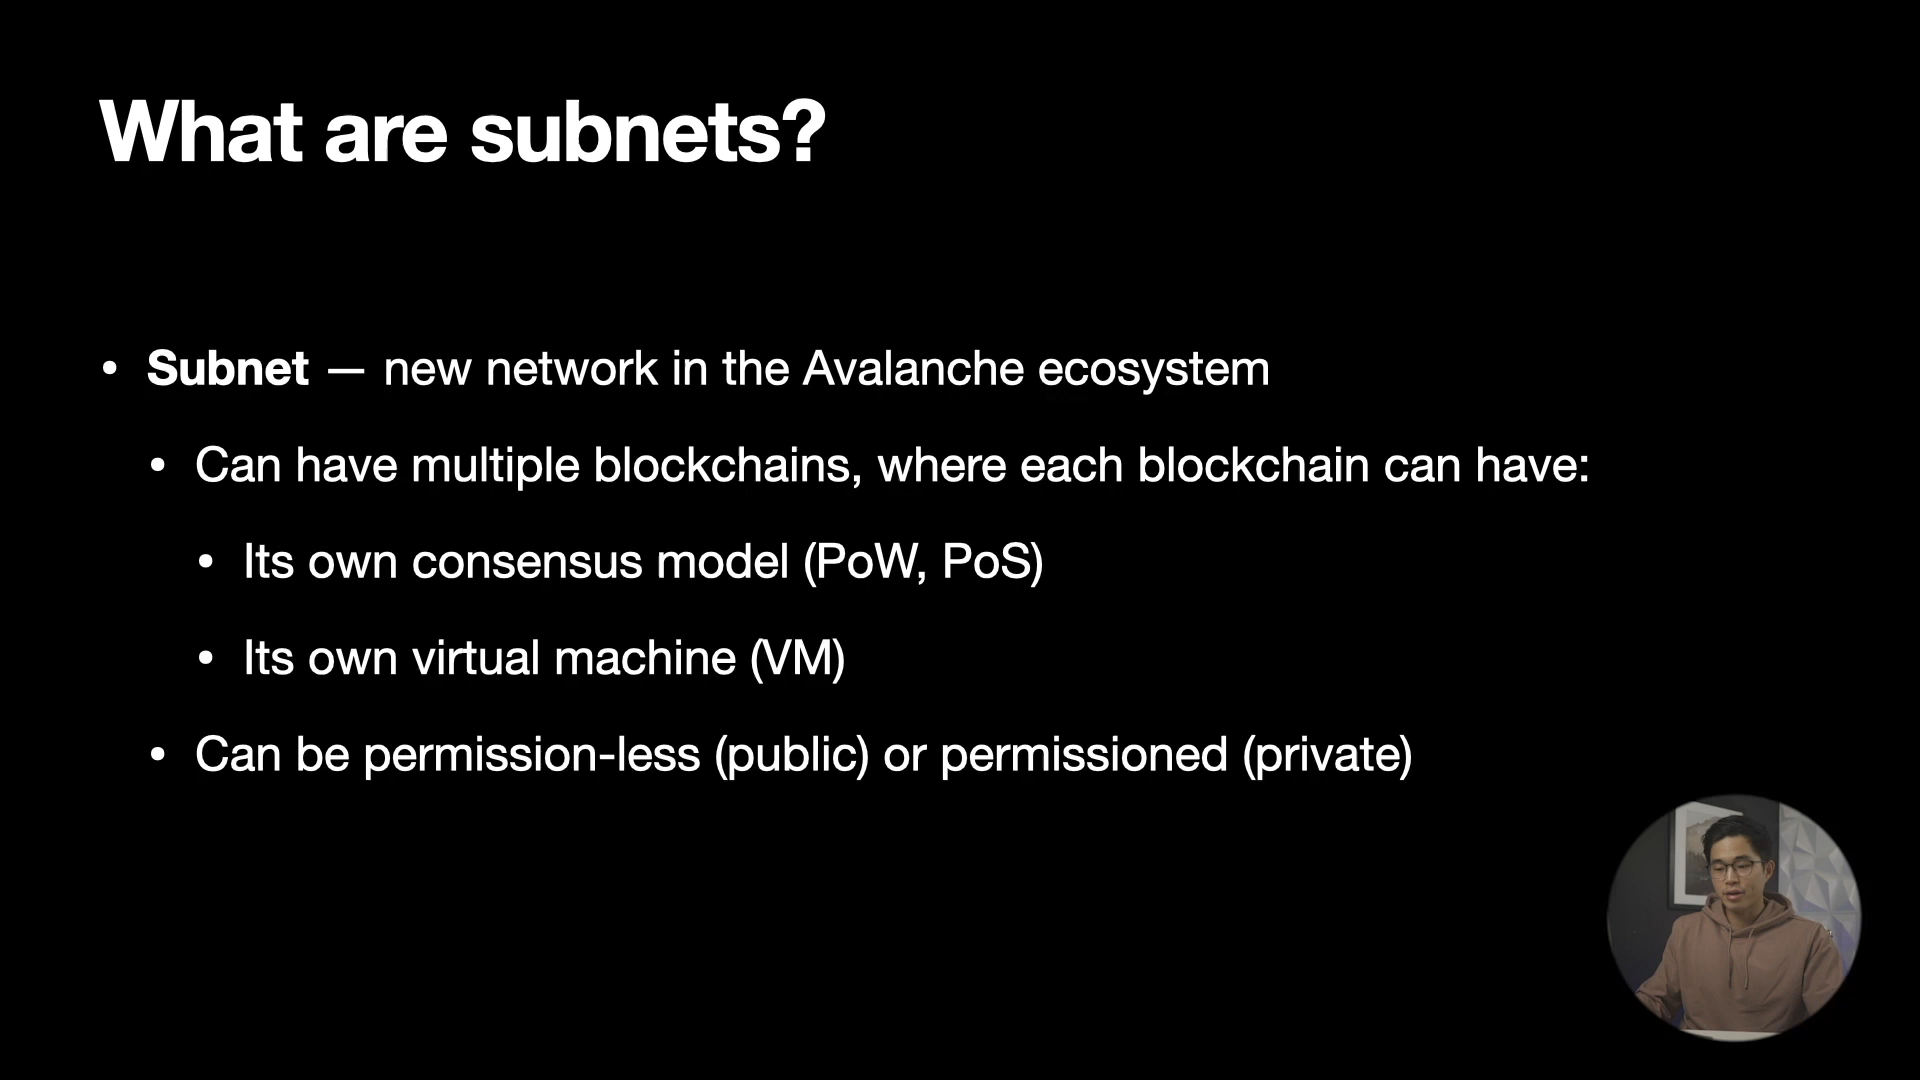 What are subnets?
• Subnet — new network in the Avalanche ecosystem
• Can have multiple blockchains, where each blockchain can have:
• Its own consensus model (PoW, PoS)
• Its own virtual machine (VM)
• Can be permission-less (public) or permissioned (private)